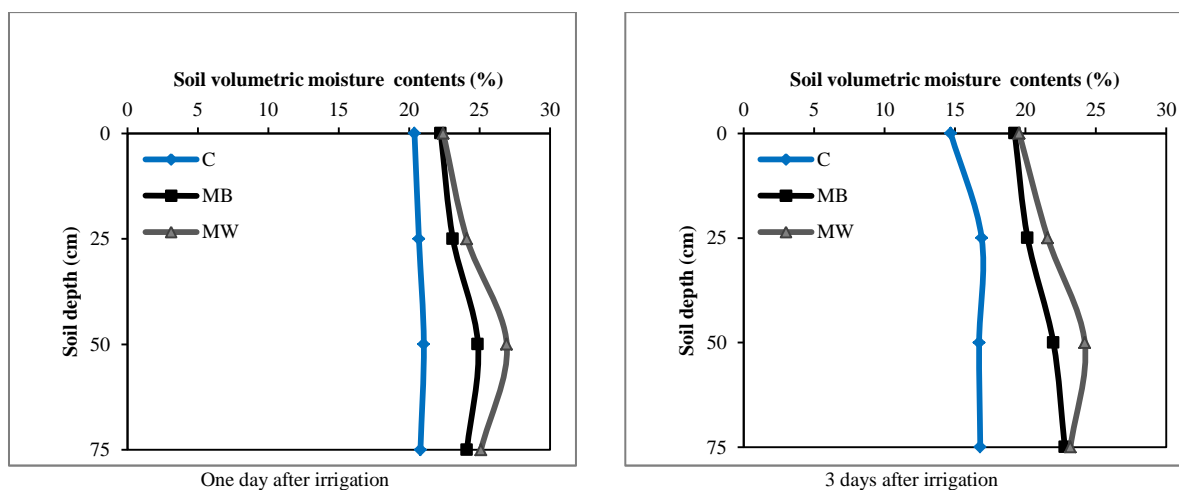 Soil volumetric moisture contents (%)
0 5 10 15 20 25 30
0
25
50
75
Soil depth (cm)
C
MB
MW
One day after irrigation
Soil volumetric moisture contents (%)
0 5 10 15 20 25 30
0
25
50
75
Soil depth (cm)
C
MB
MW
3 days after irrigation